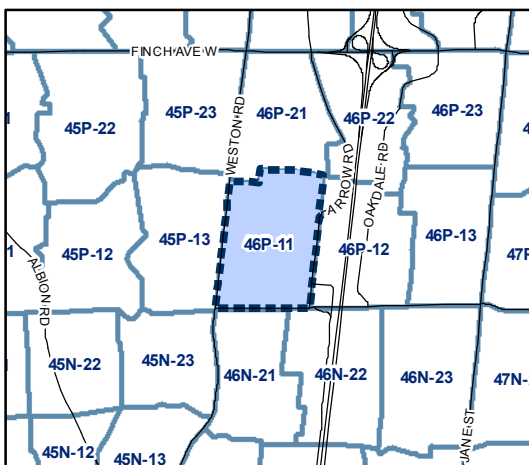 FINCH AVE W
45P-22
45P-23
46P-21
46P-22
46P-23
WESTON RD
ARROW RD
OAKDALE RD
45P-12
45P-13
46P-11
46P-12
46P-13
47P
ALBION RD
45N-22
45N-23
46N-21
46N-22
46N-23
47N-
JANE ST
45N-12
45N-13